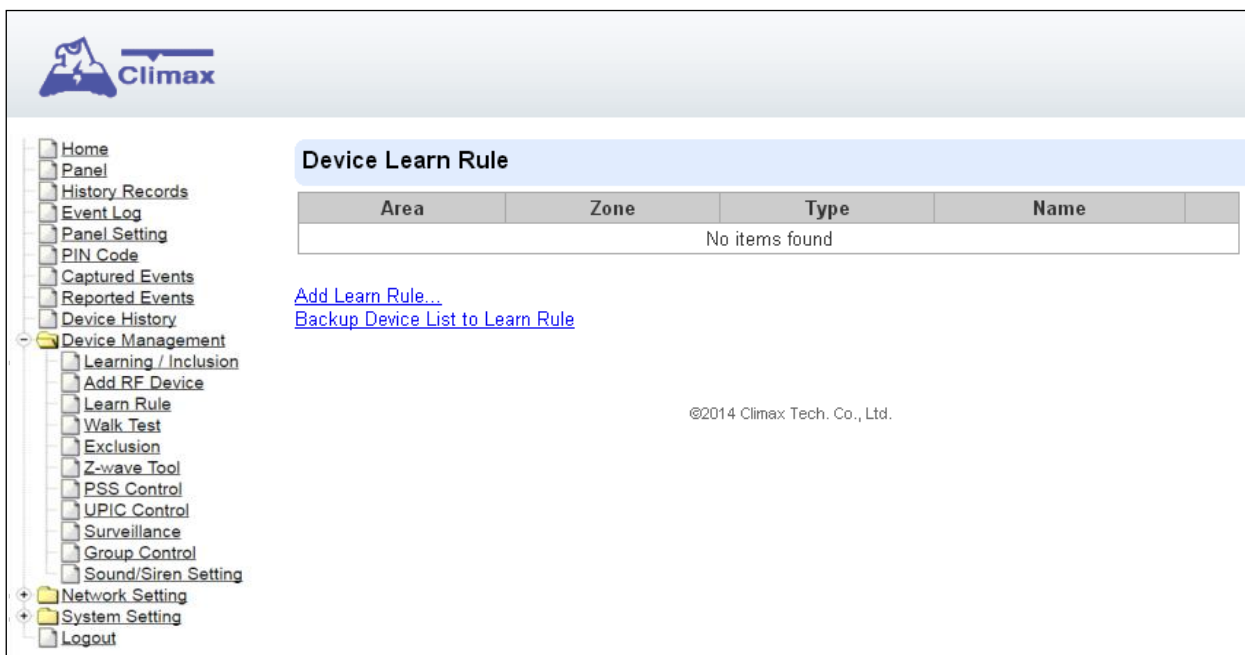 Climax
Home
Panel
History Records
Event Log
Panel Setting
PIN Code
Captured Events
Reported Events
Device History
Device Management
Learning / Inclusion
Add RF Device
Learn Rule
Walk Test
Exclusion
Z-wave Tool
PSS Control
UPIC Control
Surveillance
Group Control
Sound/Siren Setting
Network Setting
System Setting
Logout
Device Learn Rule
Area Zone Type Name
No items found
Add Learn Rule...
Backup Device List to Learn Rule
©2014 Climax Tech. Co., Ltd.